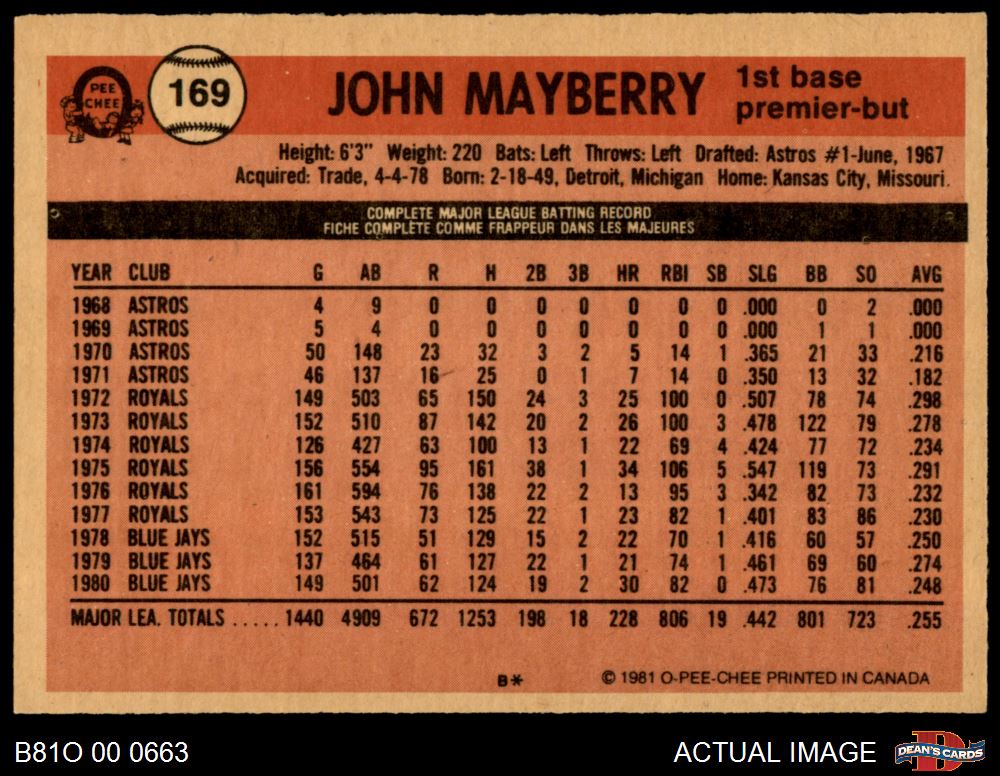 PEE
CHEE
169
JOHN MAYBERRY
1st base
premier-but
Height: 6'3" Weight: 220 Bats: Left Throws: Left Drafted: Astros #1-June, 1967
Acquired: Trade, 4-4-78 Born: 2-18-49, Detroit, Michigan Home: Kansas City, Missouri.
COMPLETE MAJOR LEAGUE BATTING RECORD
FICHE COMPLÈTE COMME FRAPPEUR DANS LES MAJEURES
YEAR CLUB G AB R H 2B 3B HR RBI SB SLG BB SO AVG
1968 ASTROS 4 9 0 0 0 0 0 0 0 .000 0 2 .000
1969 ASTROS 5 4 0 0 0 0 0 0 0 .000 1 1 .000
1970 ASTROS 50 148 23 32 3 2 5 14 1 .365 21 33 .216
1971 ASTROS 46 137 16 25 0 1 7 14 0 .350 13 32 .182
1972 ROYALS 149 503 65 150 24 3 25 100 0 .507 78 74 .298
1973 ROYALS 152 510 87 142 20 2 26 100 3 .478 122 79 .278
1974 ROYALS 126 427 63 100 13 1 22 69 4 .424 77 72 .234
1975 ROYALS 156 554 95 161 38 1 34 106 5 .547 119 73 .291
1976 ROYALS 161 594 76 138 22 2 13 95 3 .342 82 73 .232
1977 ROYALS 153 543 73 125 22 1 23 82 1 .401 83 86 .230
1978 BLUE JAYS 152 515 51 129 15 2 22 70 1 .416 60 57 .250
1979 BLUE JAYS 137 464 61 127 22 1 21 74 1 .461 69 60 .274
1980 BLUE JAYS 149 501 62 124 19 2 30 82 0 .473 76 81 .248
MAJOR LEA. TOTALS ..... 1440 4909 672 1253 198 18 228 806 19 .442 801 723 .255
B* © 1981 O-PEE-CHEE PRINTED IN CANADA
B81O 00 0663
ACTUAL IMAGE
DEAN'S CARDS